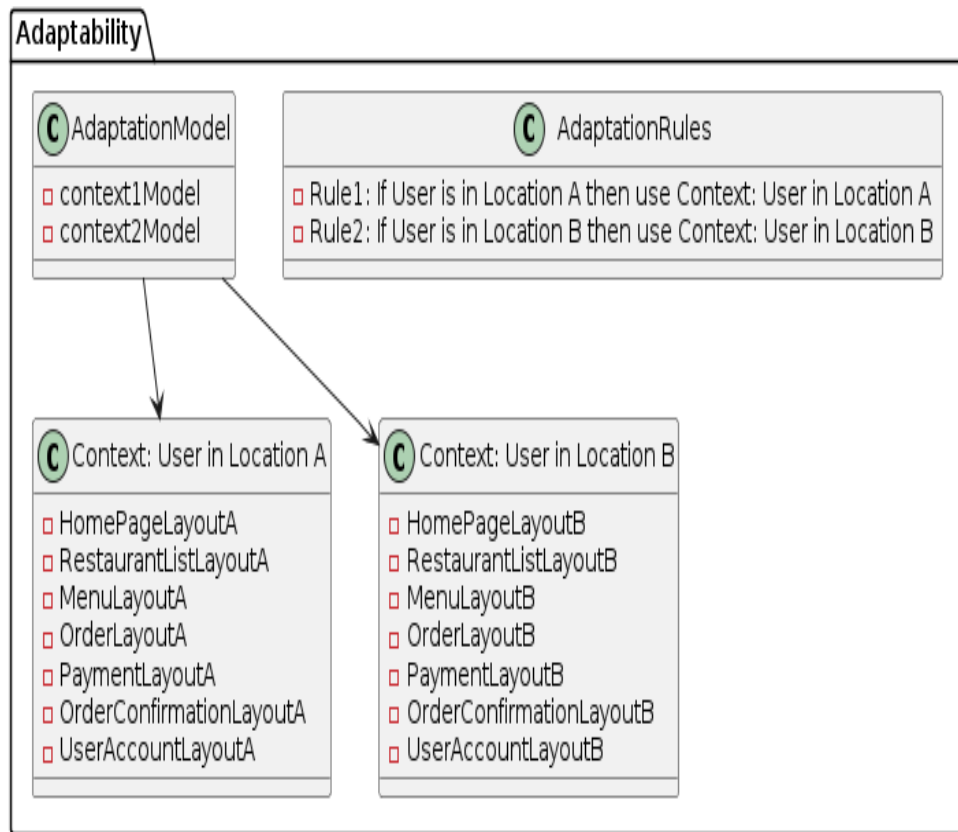 Adaptability
C AdaptationModel
context1Model
context2Model
C AdaptationRules
Rule1: If User is in Location A then use Context: User in Location A
Rule2: If User is in Location B then use Context: User in Location B
C Context: User in Location A
HomePageLayoutA
RestaurantListLayoutA
MenuLayoutA
OrderLayoutA
PaymentLayoutA
OrderConfirmationLayoutA
UserAccountLayoutA
C Context: User in Location B
HomePageLayoutB
RestaurantListLayoutB
MenuLayoutB
OrderLayoutB
PaymentLayoutB
OrderConfirmationLayoutB
UserAccountLayoutB